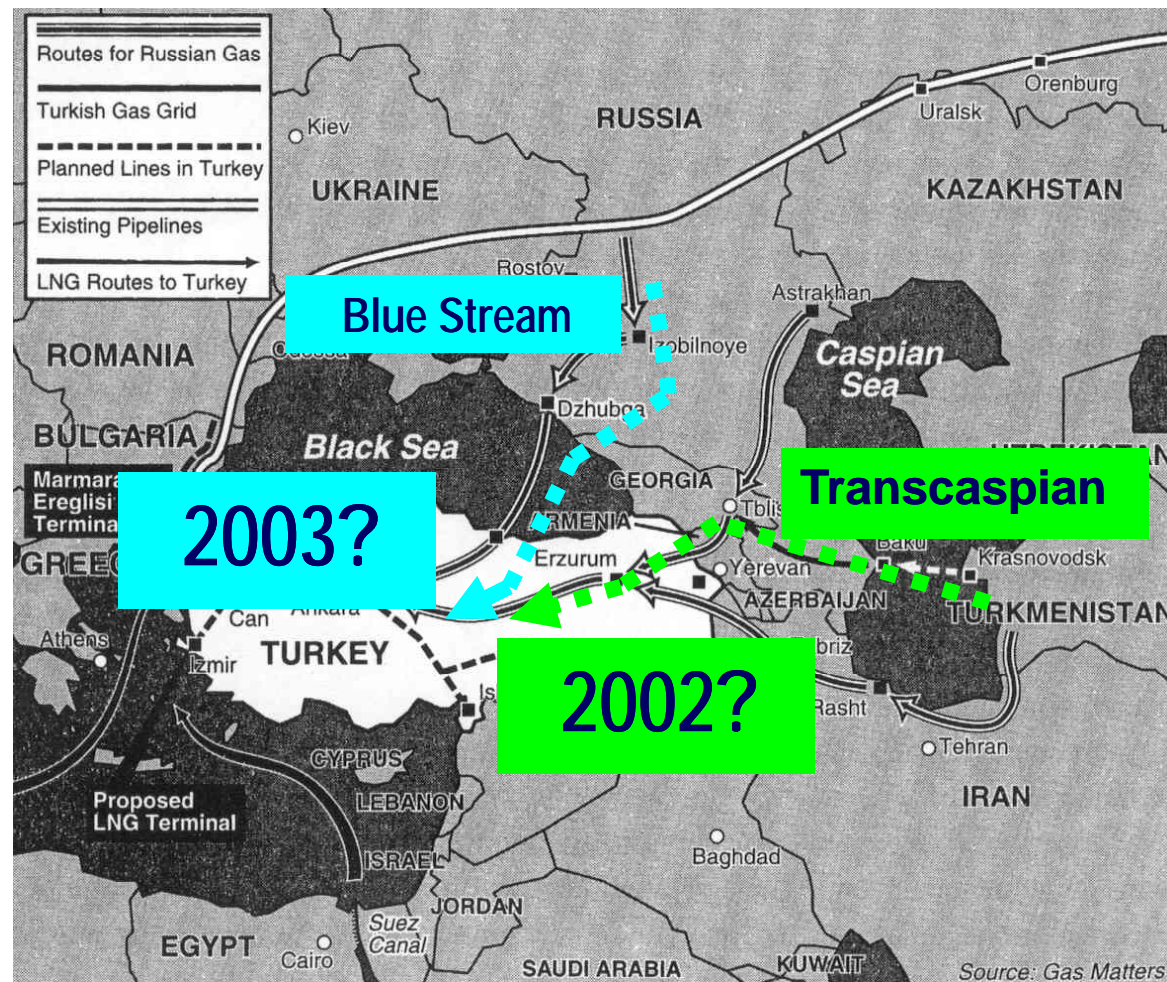 Routes for Russian Gas
Turkish Gas Grid
Planned Lines in Turkey
Existing Pipelines
LNG Routes to Turkey
Orenburg
Uralsk
RUSSIA
Kiev
UKRAINE
KAZAKHSTAN
Rostov
Astrakhan
Blue Stream
Izobilnoye
ROMANIA
Caspian
Sea
Dzhubga
BULGARIA
Black Sea
GEORGIA
Transcaspian
Marmara
Ereglisi
2003?
Baku
Krasnovodsk
Erzurum
Yerevan
AZERBAIJAN
TURKMENISTAN
Ankara
Can
Athens
Izmir
TURKEY
2002?
Rasht
Tehran
CYPRUS
IRAN
Proposed
LNG Terminal
LEBANON
ISRAEL
Baghdad
JORDAN
Suez
Canal
EGYPT
Cairo
SAUDI ARABIA
KUWAIT
Source: Gas Matters